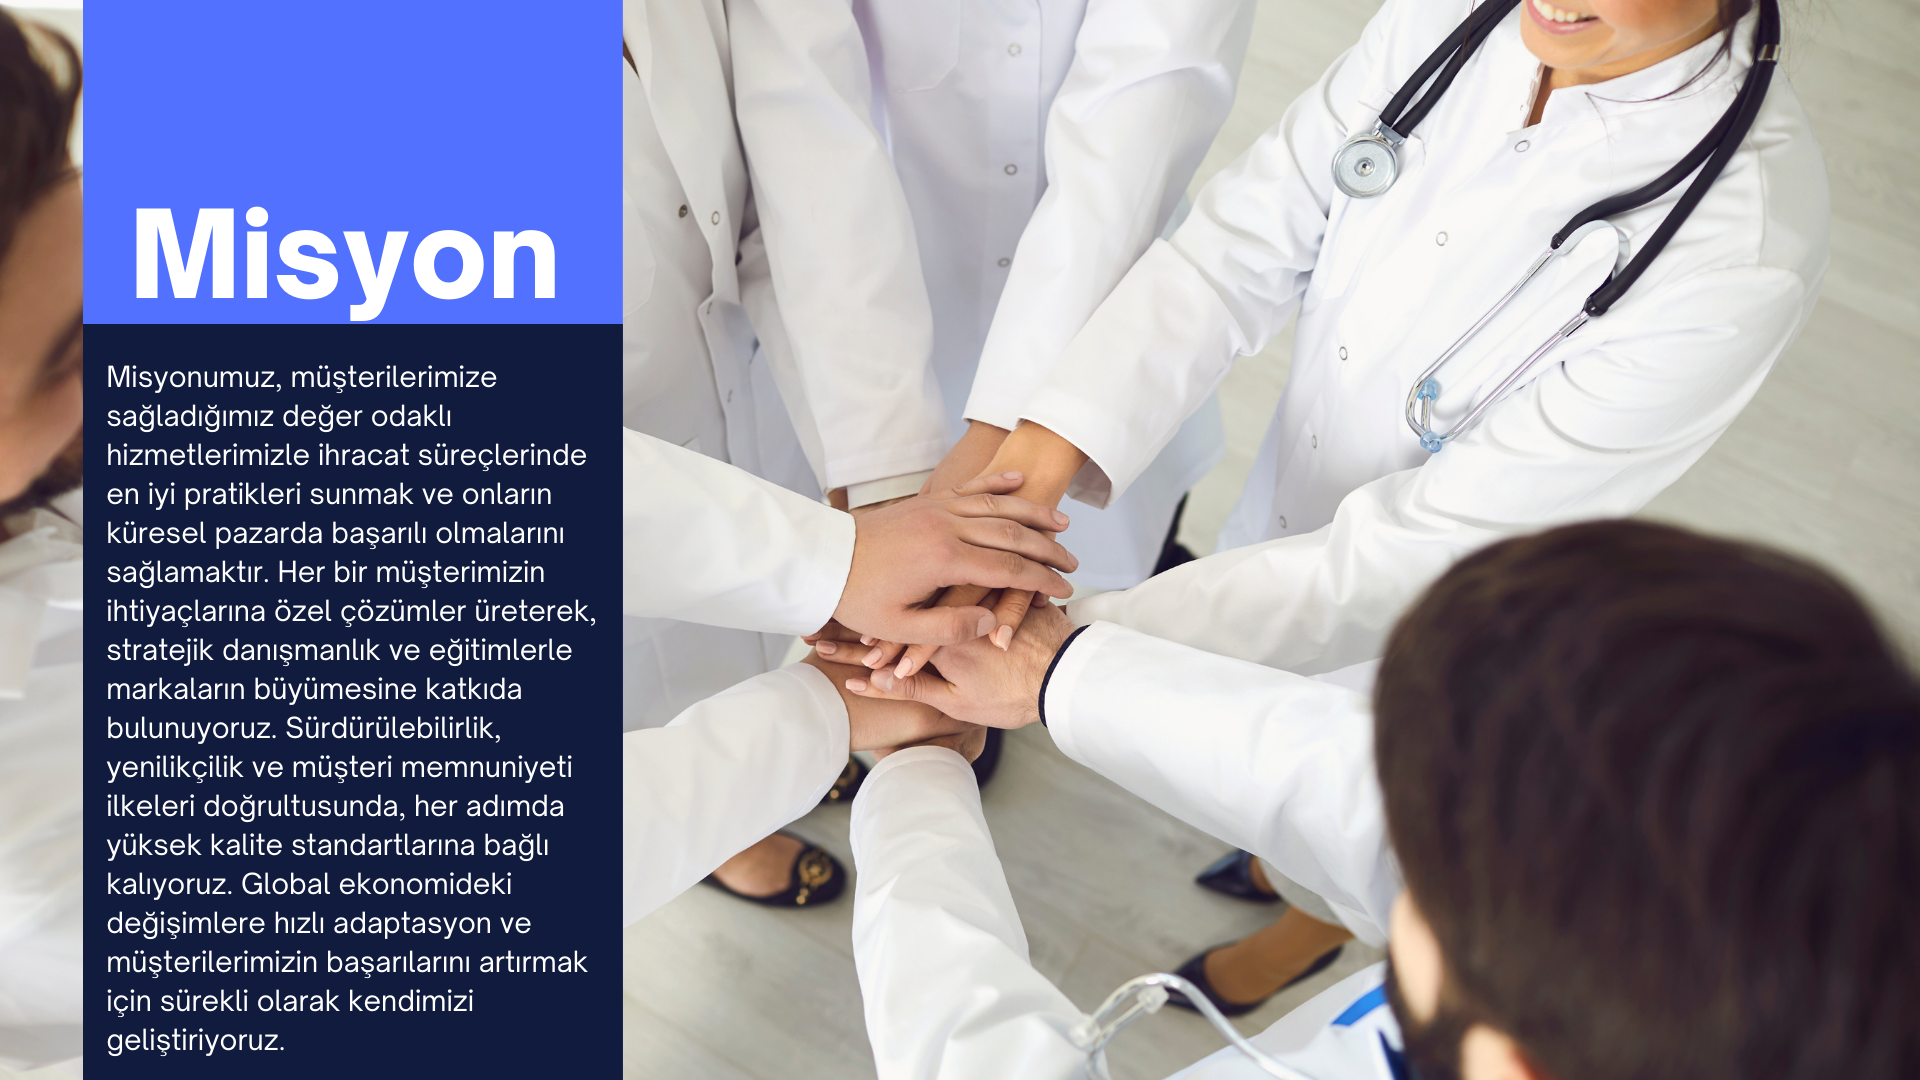 Misyon
Misyonumuz, müşterilerimize
sağladığımız değer odaklı
hizmetlerimizle ihracat süreçlerinde
en iyi pratikleri sunmak ve onların
küresel pazarda başarılı olmalarını
sağlamaktır. Her bir müşterimizin
ihtiyaçlarına özel çözümler üreterek,
stratejik danışmanlık ve eğitimlerle
markaların büyümesine katkıda
bulunuyoruz. Sürdürülebilirlik,
yenilikçilik ve müşteri memnuniyeti
ilkeleri doğrultusunda, her adımda
yüksek kalite standartlarına bağlı
kalıyoruz. Global ekonomideki
değişimlere hızlı adaptasyon ve
müşterilerimizin başarılarını artırmak
için sürekli olarak kendimizi
geliştiriyoruz.